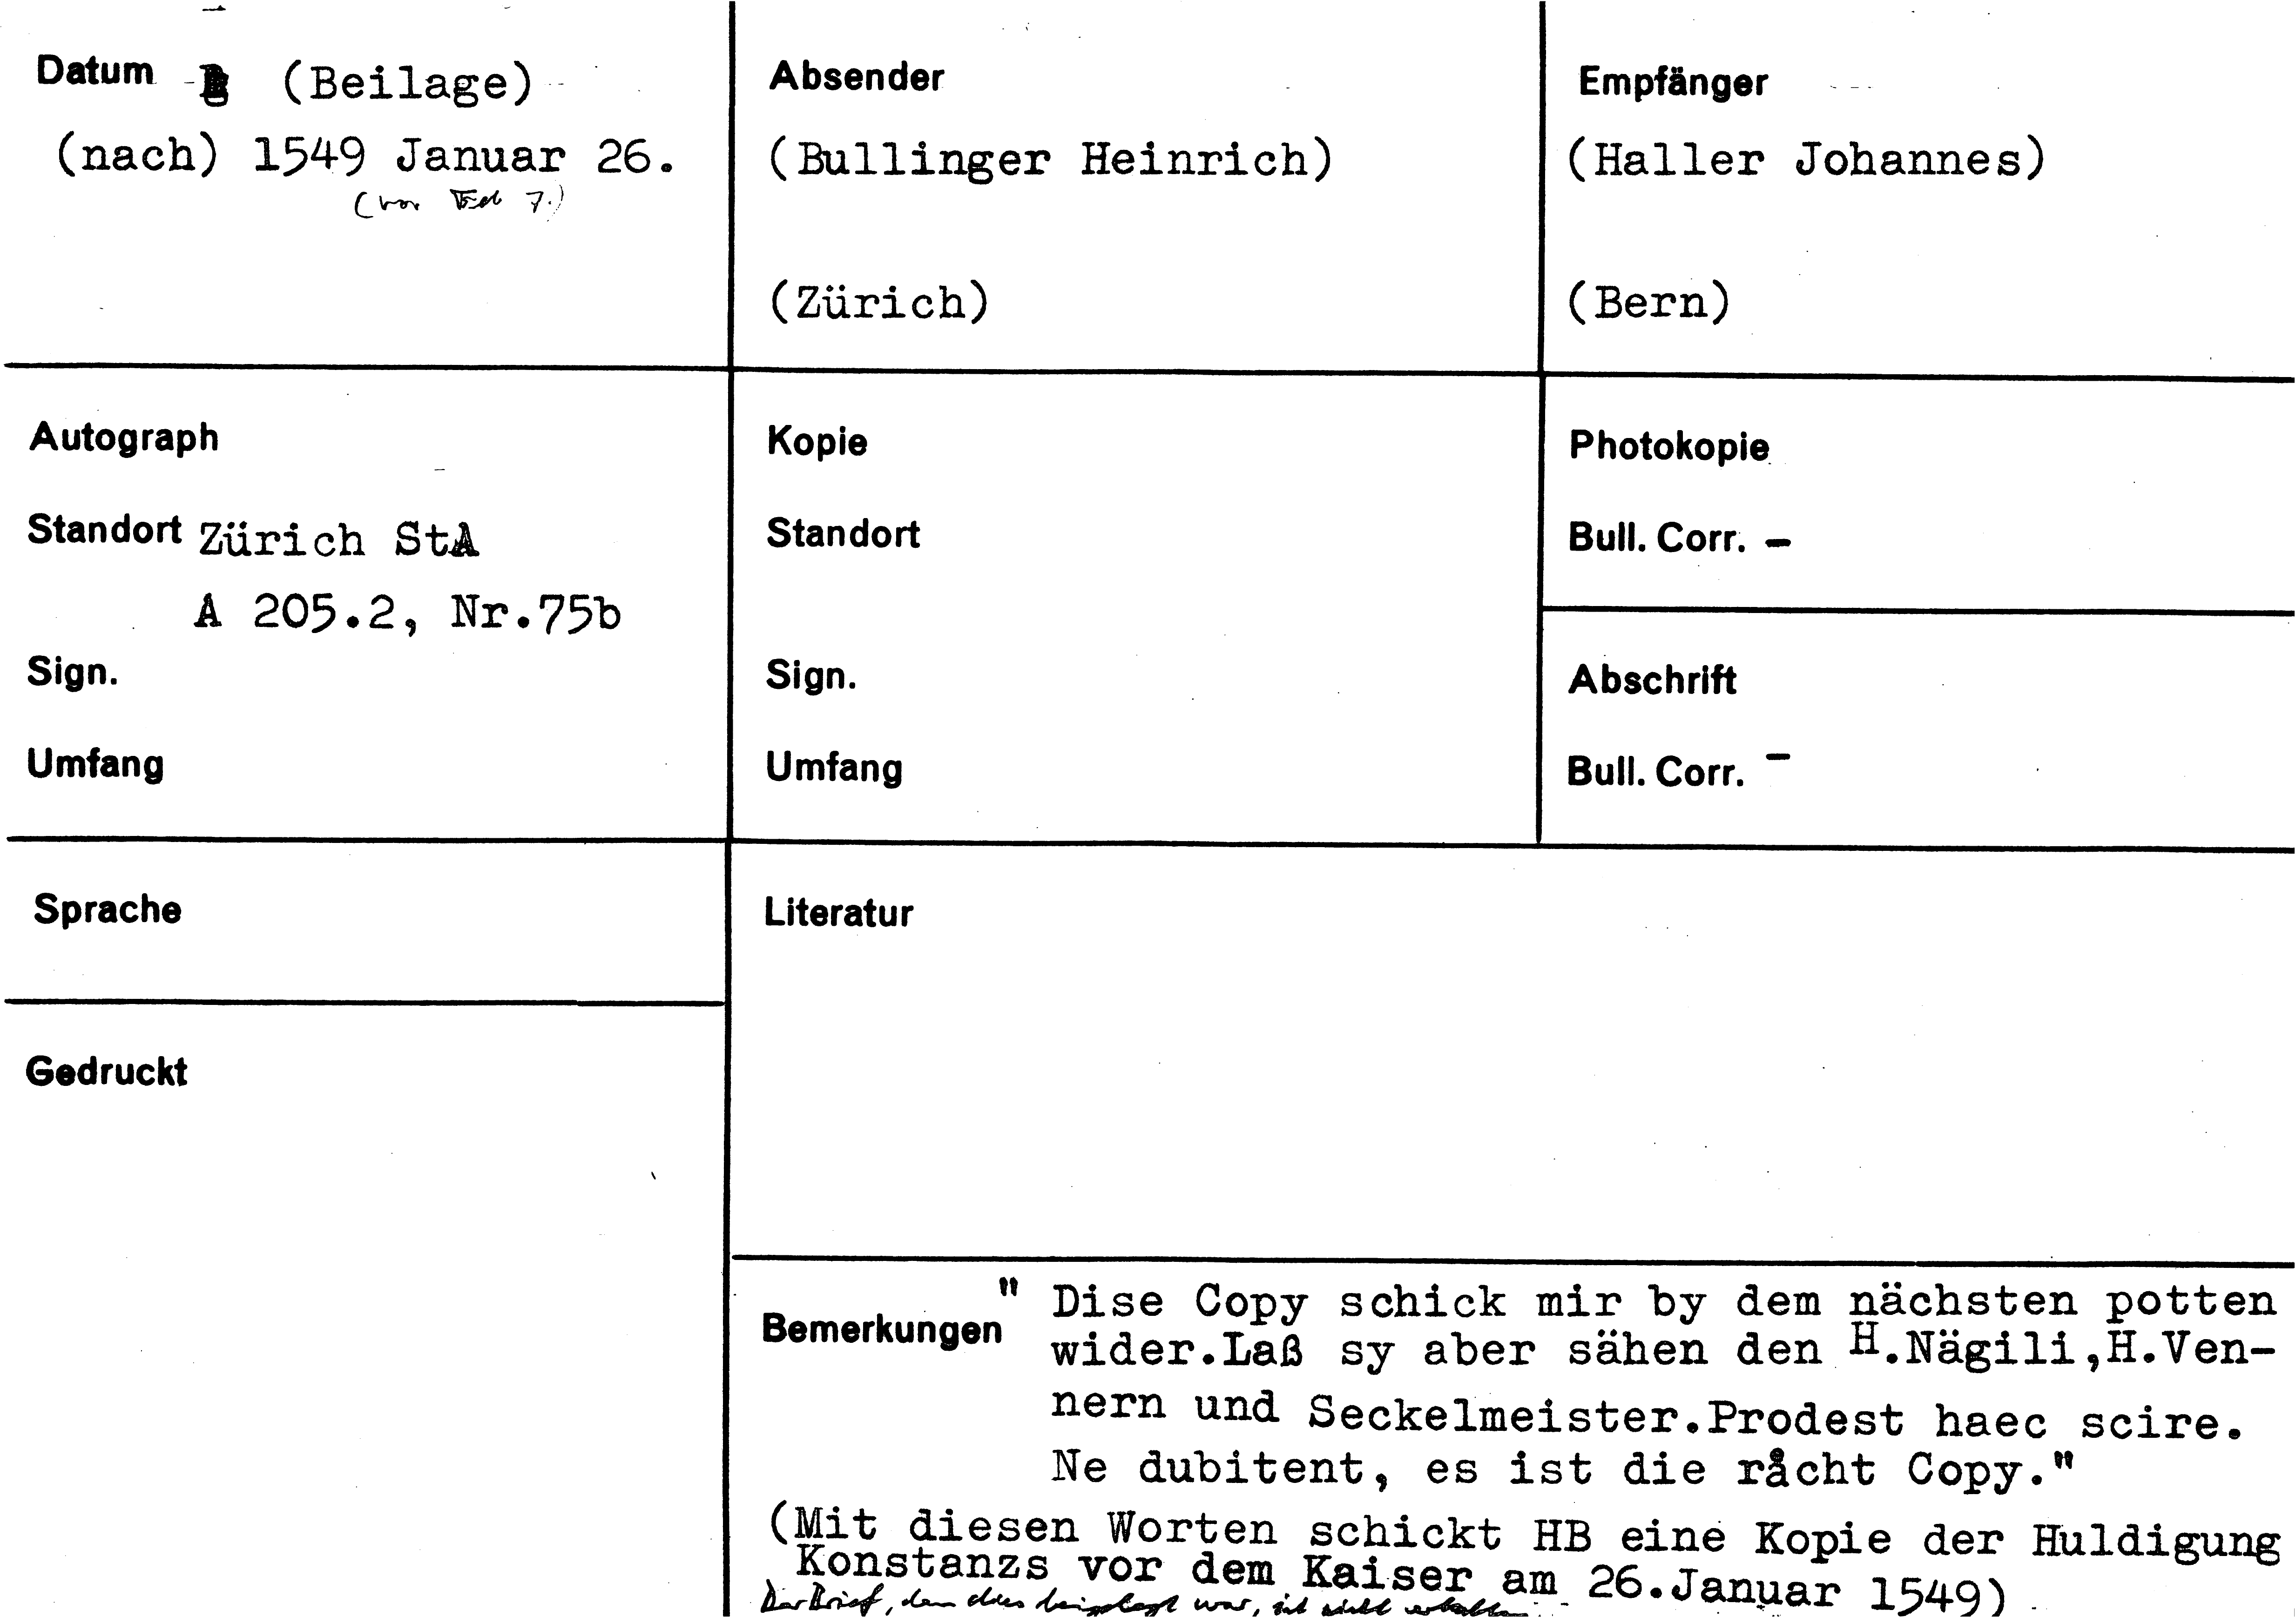 Datum (Beilage)
(nach) 1549 Januar 26.
(vor Feb 7.)
Absender
(Bullinger Heinrich)
(Zürich)
Empfänger
(Haller Johannes)
(Bern)
Autograph
Standort Zürich StA
A 205.2, Nr.75b
Sign.
Umfang
Kopie
Standort
Sign.
Umfang
Photokopie
Bull. Corr. –
Abschrift
Bull. Corr. –
Sprache
Gedruckt
Literatur
Bemerkungen
" Dise Copy schick mir by dem nächsten potten
wider.Laß sy aber sähen den H.Nägili,H.Ven-
nern und Seckelmeister.Prodest haec scire.
Ne dubitent, es ist die råcht Copy."
(Mit diesen Worten schickt HB eine Kopie der Huldigung
Konstanzs vor dem Kaiser am 26.Januar 1549)
Der Brief, dem dies beigelegt war, ist nicht erhalten